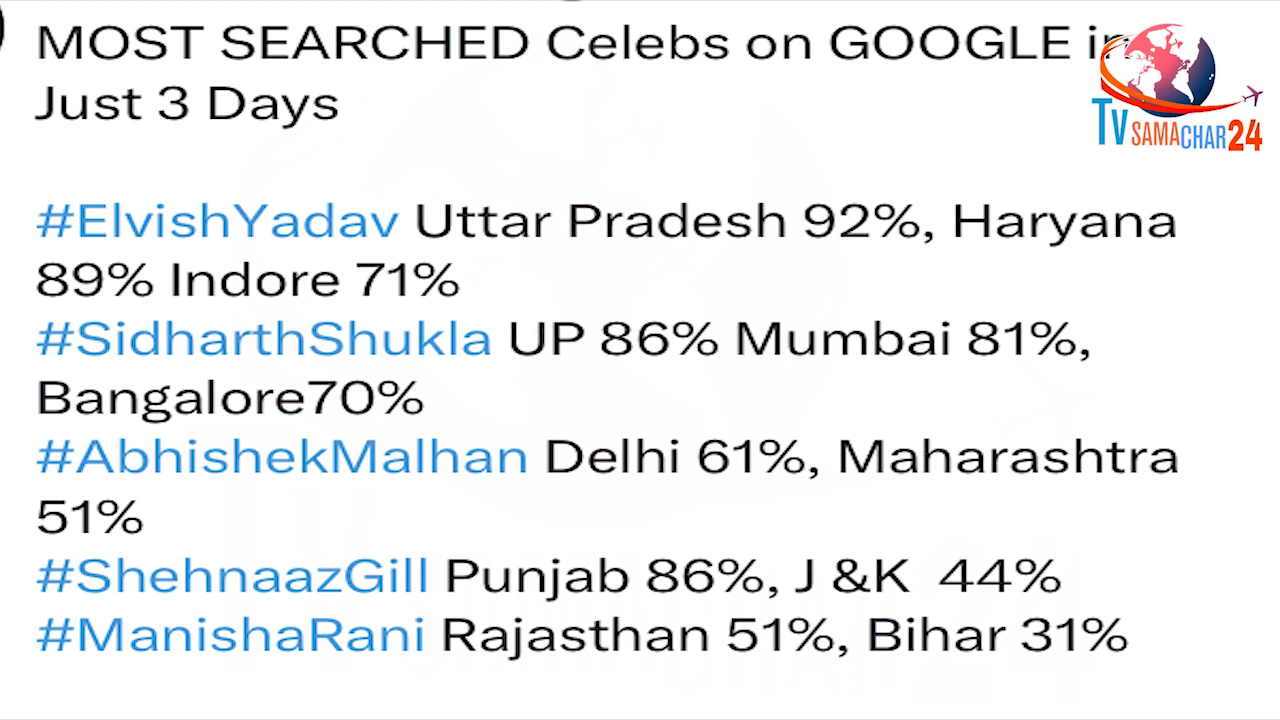 MOST SEARCHED Celebs on GOOGLE in
Just 3 Days
TV SAMACHAR24
#ElvishYadav Uttar Pradesh 92%, Haryana
89% Indore 71%
#SidharthShukla UP 86% Mumbai 81%,
Bangalore70%
#AbhishekMalhan Delhi 61%, Maharashtra
51%
#ShehnaazGill Punjab 86%, J &K 44%
#ManishaRani Rajasthan 51%, Bihar 31%